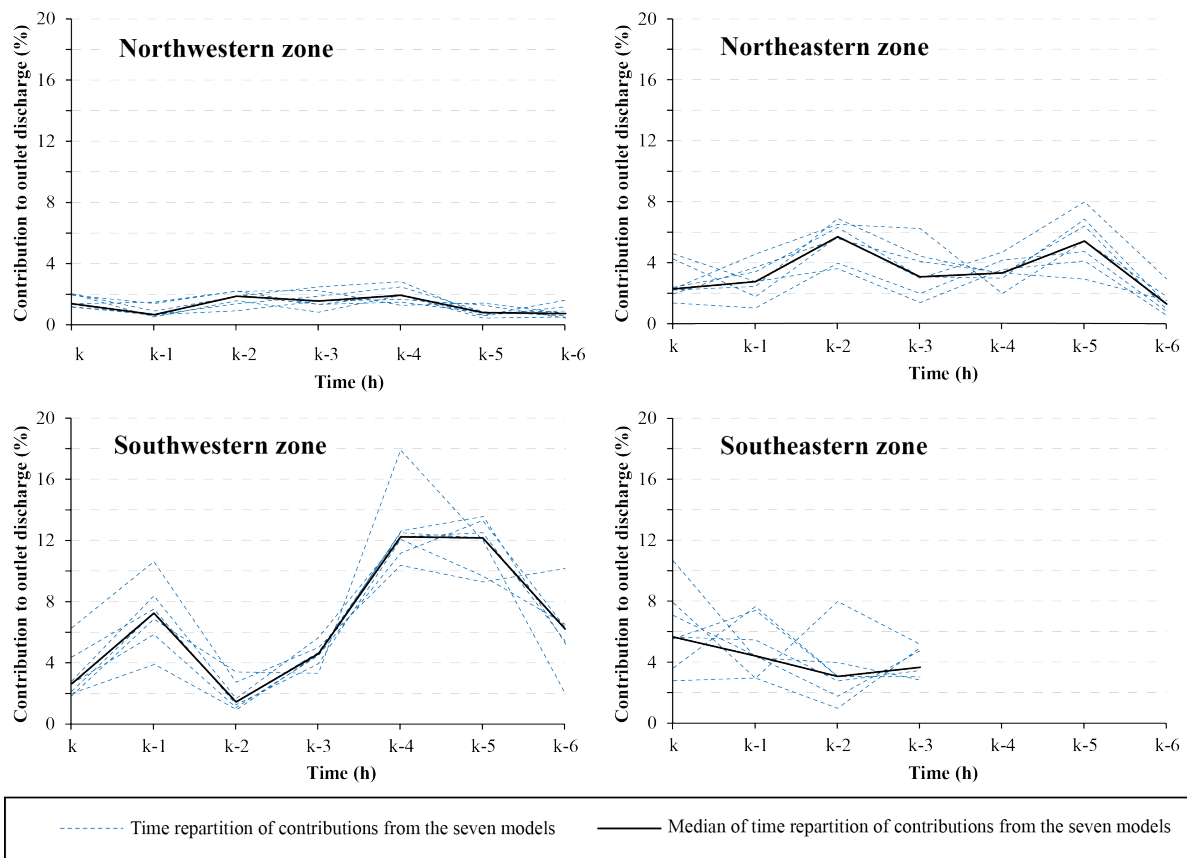 Northwestern zone
Contribution to outlet discharge (%)
20
16
12
8
4
0
k k-1 k-2 k-3 k-4 k-5 k-6
Time (h)
Northeastern zone
Contribution to outlet discharge (%)
20
16
12
8
4
0
k k-1 k-2 k-3 k-4 k-5 k-6
Time (h)
Southwestern zone
Contribution to outlet discharge (%)
20
16
12
8
4
0
k k-1 k-2 k-3 k-4 k-5 k-6
Time (h)
Southeastern zone
Contribution to outlet discharge (%)
20
16
12
8
4
0
k k-1 k-2 k-3 k-4 k-5 k-6
Time (h)
Time repartition of contributions from the seven models
Median of time repartition of contributions from the seven models